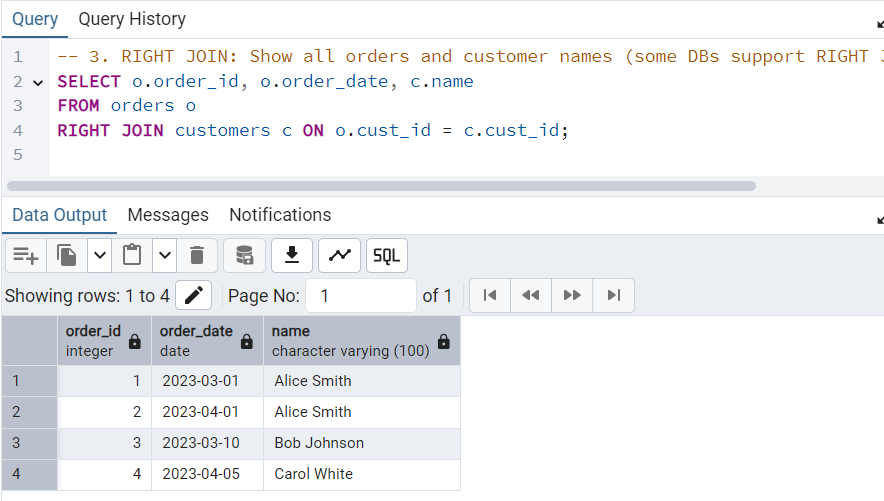 Query Query History
1 -- 3. RIGHT JOIN: Show all orders and customer names (some DBs support RIGHT
2 SELECT o.order_id, o.order_date, c.name
3 FROM orders o
4 RIGHT JOIN customers c ON o.cust_id = c.cust_id;
5
Data Output Messages Notifications
SQL
Showing rows: 1 to 4 Page No: 1 of 1
order_id order_date name
integer date character varying (100)
1 1 2023-03-01 Alice Smith
2 2 2023-04-01 Alice Smith
3 3 2023-03-10 Bob Johnson
4 4 2023-04-05 Carol White